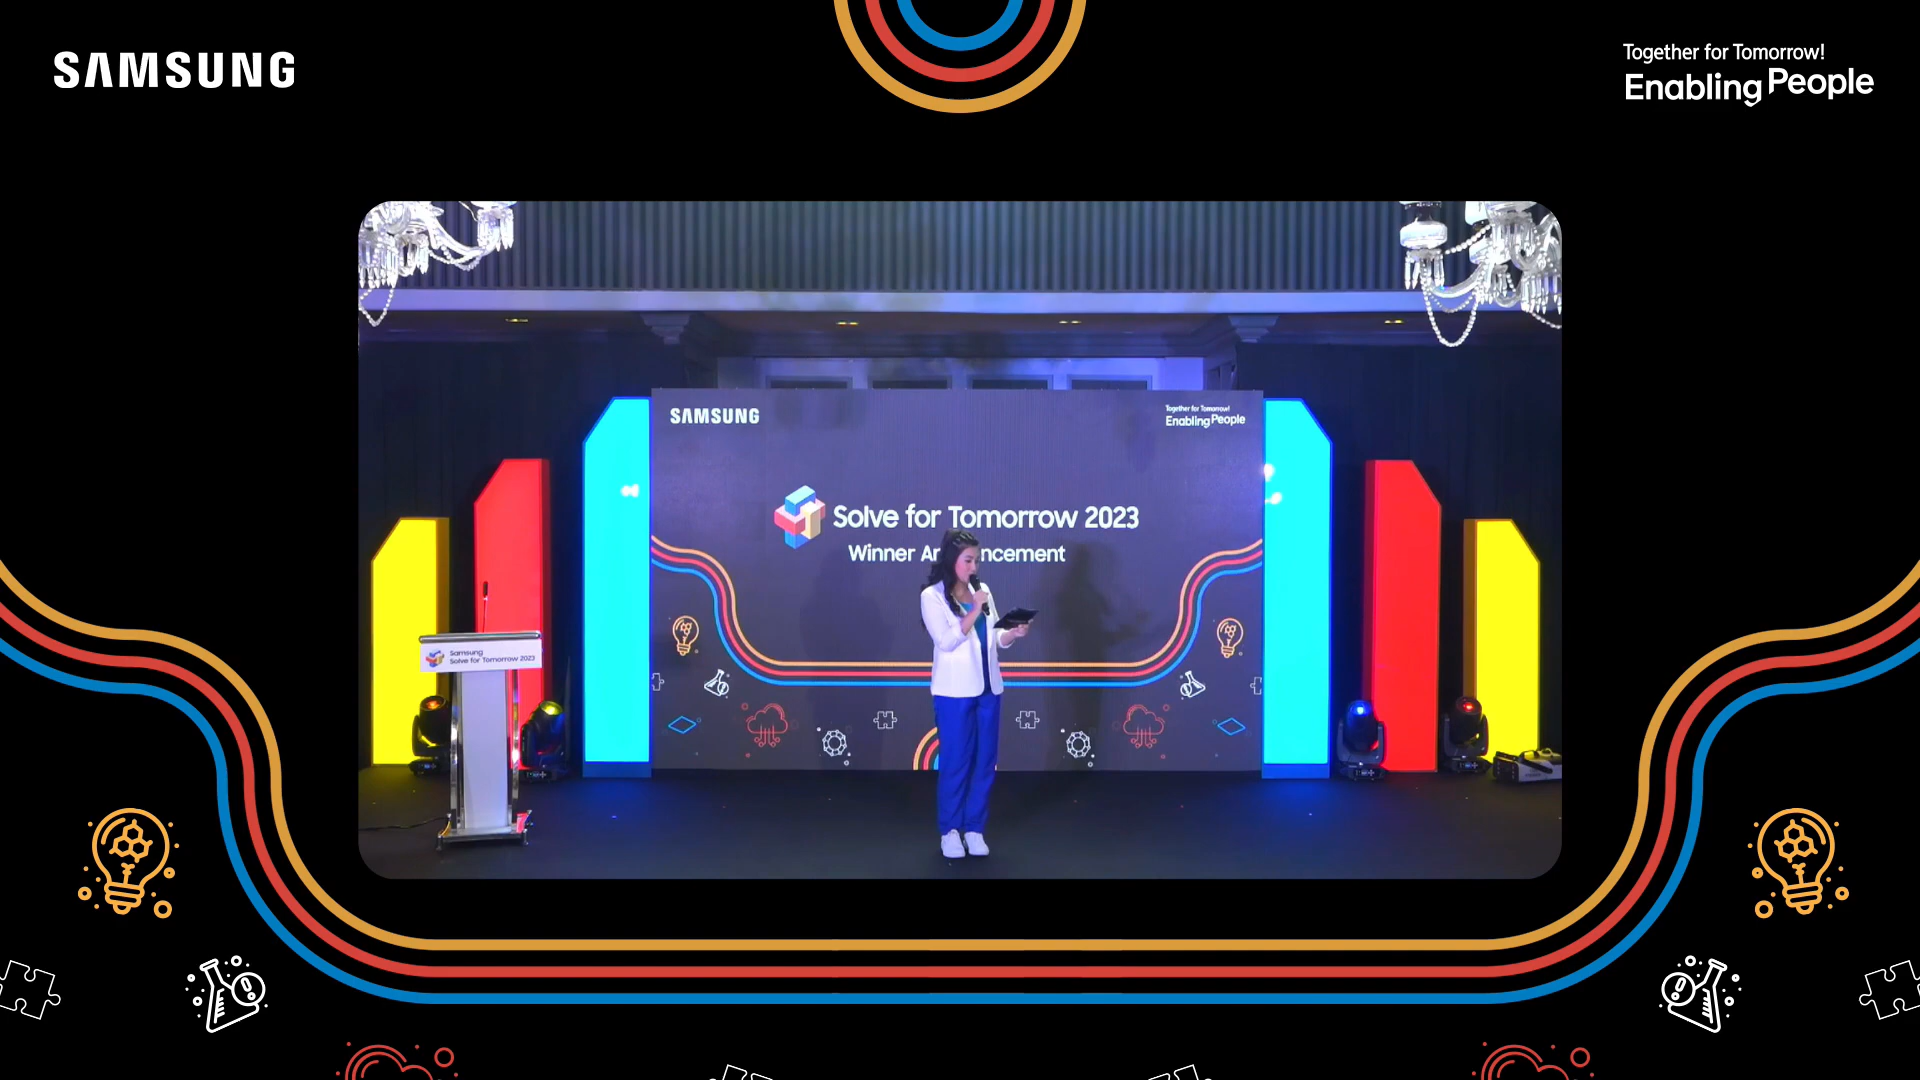 SAMSUNG
Together for Tomorrow!
Enabling People
SAMSUNG
Together for Tomorrow!
Enabling People
Solve for Tomorrow 2023
Winner An ncement
Samsung
Solve for Tomorrow 2023